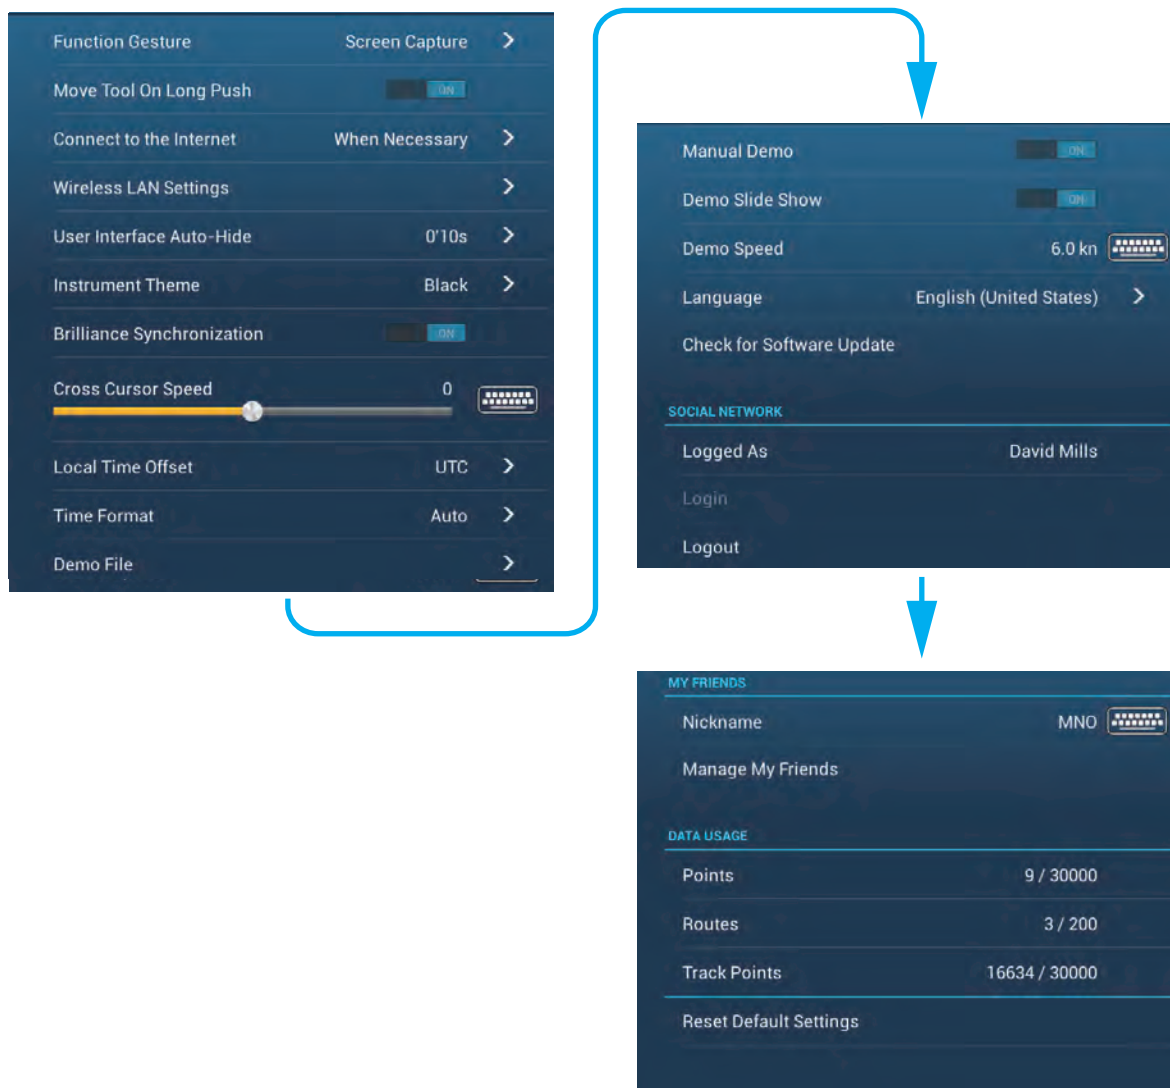 Function Gesture Screen Capture
Move Tool On Long Push ON
Connect to the Internet When Necessary
Wireless LAN Settings
User Interface Auto-Hide 0'10s
Instrument Theme Black
Brilliance Synchronization ON
Cross Cursor Speed 0
Local Time Offset UTC
Time Format Auto
Demo File
Manual Demo ON
Demo Slide Show ON
Demo Speed 6.0 kn
Language English (United States)
Check for Software Update
SOCIAL NETWORK
Logged As David Mills
Login
Logout
MY FRIENDS
Nickname MNO
Manage My Friends
DATA USAGE
Points 9 / 30000
Routes 3 / 200
Track Points 16634 / 30000
Reset Default Settings